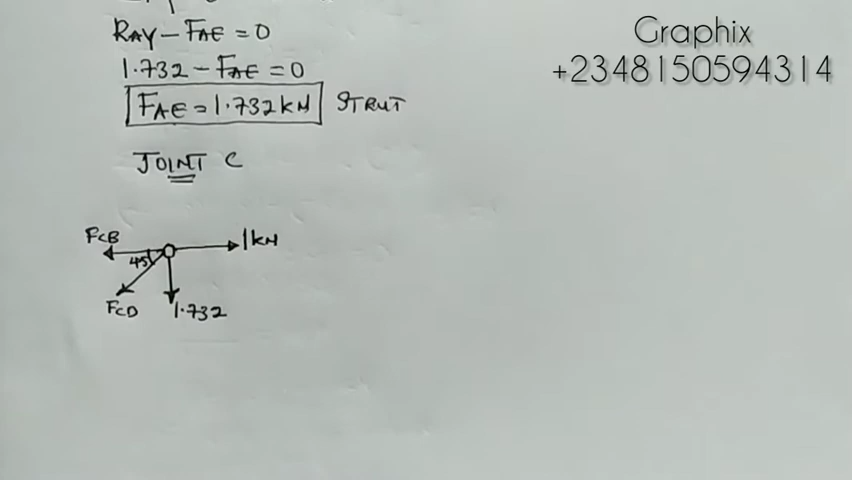 RAY - FAE = 0
1.732 - FAE = 0
FAE = 1.732 KN STRUT
JOINT C
FCB
1 KN
45
FCD
1.732
Graphix
+2348150594314